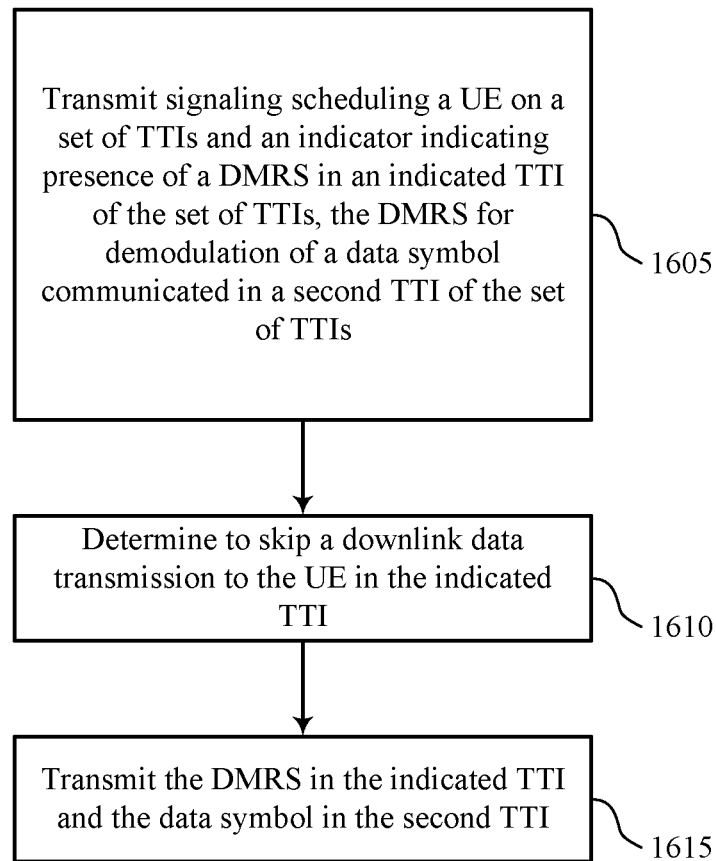 Transmit signaling scheduling a UE on a
set of TTIs and an indicator indicating
presence of a DMRS in an indicated TTI
of the set of TTIs, the DMRS for
demodulation of a data symbol
communicated in a second TTI of the set
of TTIs
1605
Determine to skip a downlink data
transmission to the UE in the indicated
TTI
1610
Transmit the DMRS in the indicated TTI
and the data symbol in the second TTI
1615